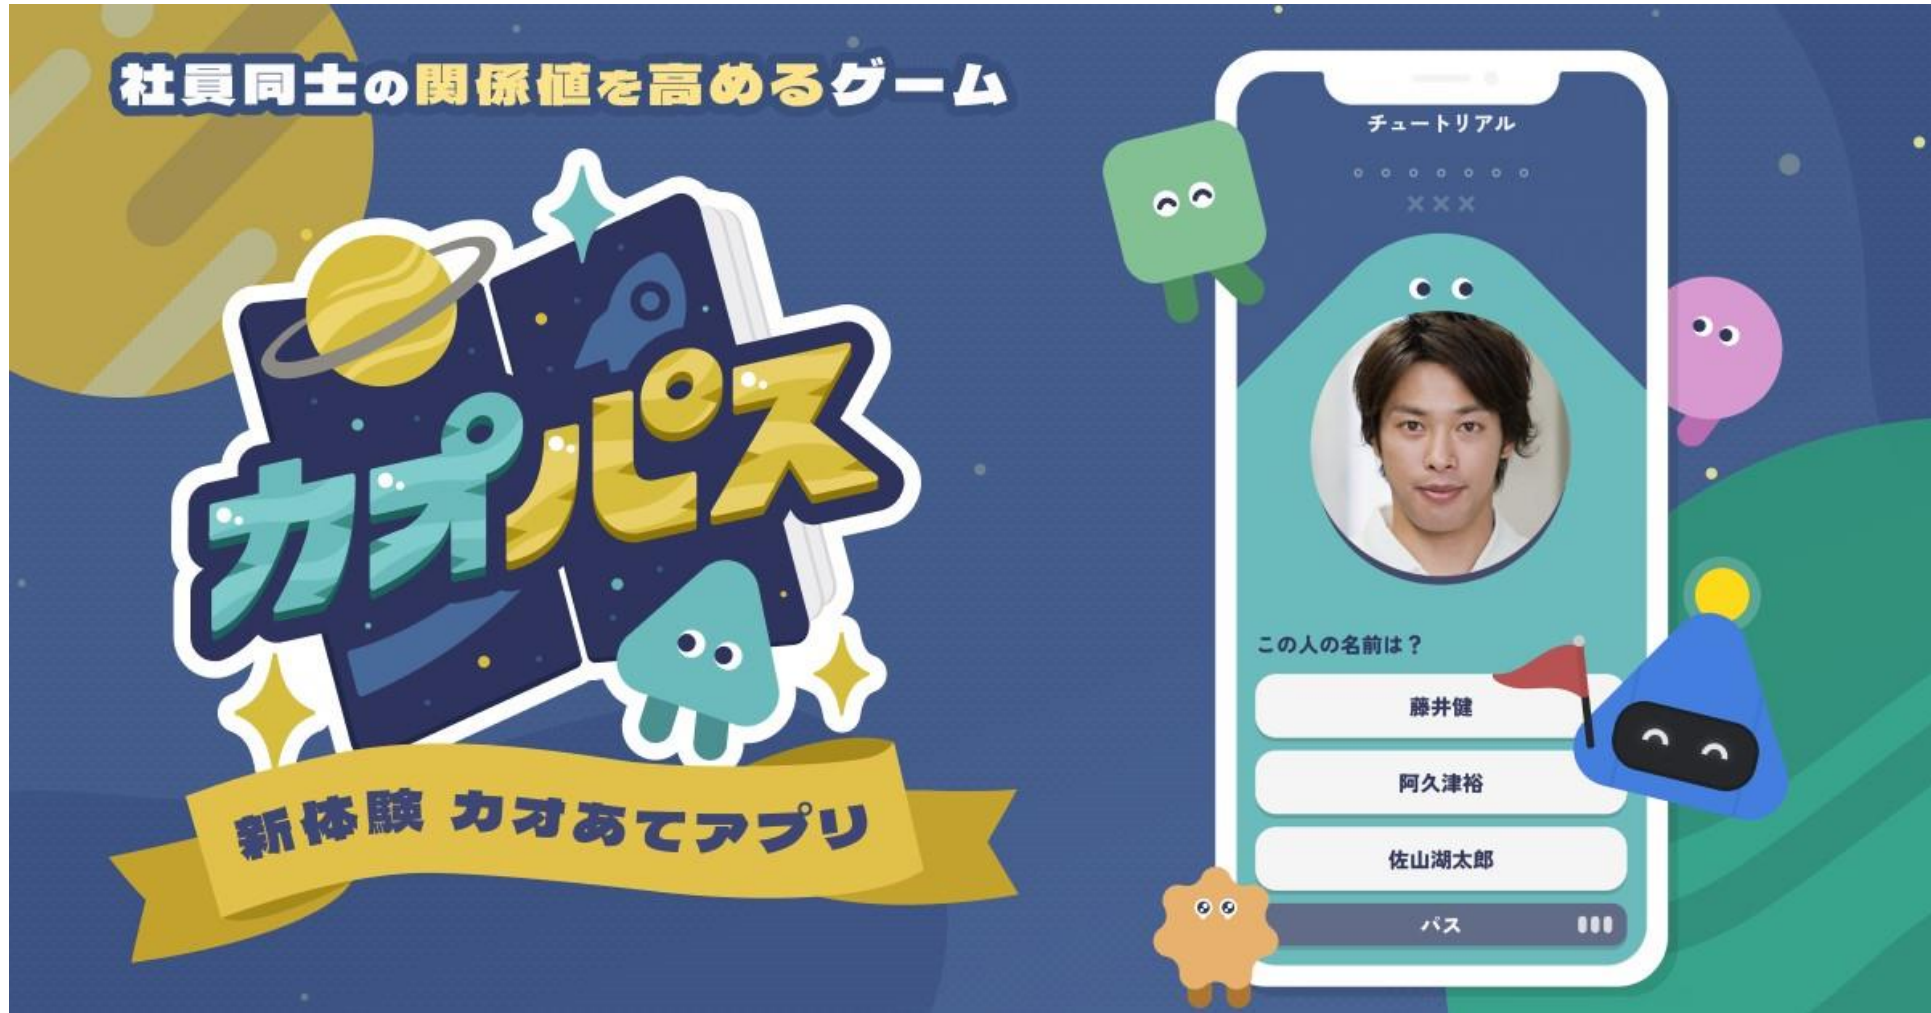 社員同士の関係値を高めるゲーム
カオパス
新体験 カオあてアプリ
チュートリアル
この人の名前は？
藤井健
阿久津裕
佐山湖太郎
パス